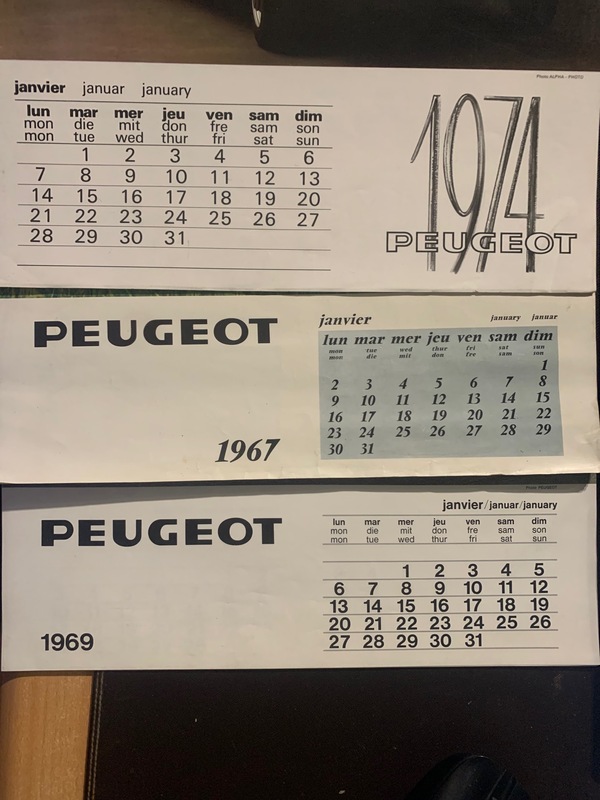 Photo ALPHA - PHOTO
janvier januar january
lun mar mer jeu ven sam dim
mon die mit don fre sam son
mon tue wed thur fri sat sun
1 2 3 4 5 6
7 8 9 10 11 12 13
14 15 16 17 18 19 20
21 22 23 24 25 26 27
28 29 30 31
1974
PEUGEOT
PEUGEOT
1967
janvier january januar
lun mar mer jeu ven sam dim
mon tue wed thur fri sat sun
mon die mit don fre sam son
1
2 3 4 5 6 7 8
9 10 11 12 13 14 15
16 17 18 19 20 21 22
23 24 25 26 27 28 29
30 31
Photo PEUGEOT
PEUGEOT
1969
janvier/januar/january
lun mar mer jeu ven sam dim
mon die mit don fre sam son
mon tue wed thur fri sat sun
1 2 3 4 5
6 7 8 9 10 11 12
13 14 15 16 17 18 19
20 21 22 23 24 25 26
27 28 29 30 31